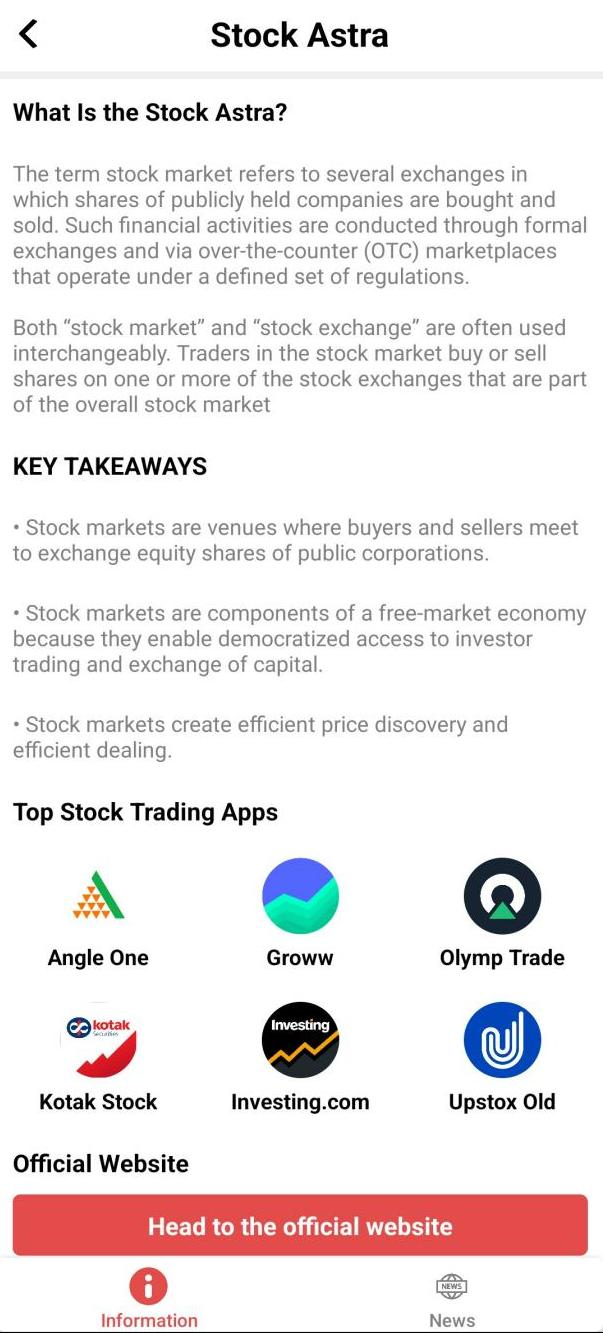 Stock Astra
What Is the Stock Astra?
The term stock market refers to several exchanges in
which shares of publicly held companies are bought and
sold. Such financial activities are conducted through formal
exchanges and via over-the-counter (OTC) marketplaces
that operate under a defined set of regulations.
Both “stock market” and “stock exchange” are often used
interchangeably. Traders in the stock market buy or sell
shares on one or more of the stock exchanges that are part
of the overall stock market
KEY TAKEAWAYS
• Stock markets are venues where buyers and sellers meet
to exchange equity shares of public corporations.
• Stock markets are components of a free-market economy
because they enable democratized access to investor
trading and exchange of capital.
• Stock markets create efficient price discovery and
efficient dealing.
Top Stock Trading Apps
Angle One
Groww
Olymp Trade
kotak
Securities
Investing
Kotak Stock
Investing.com
Upstox Old
Official Website
Head to the official website
NEWS
Information
News